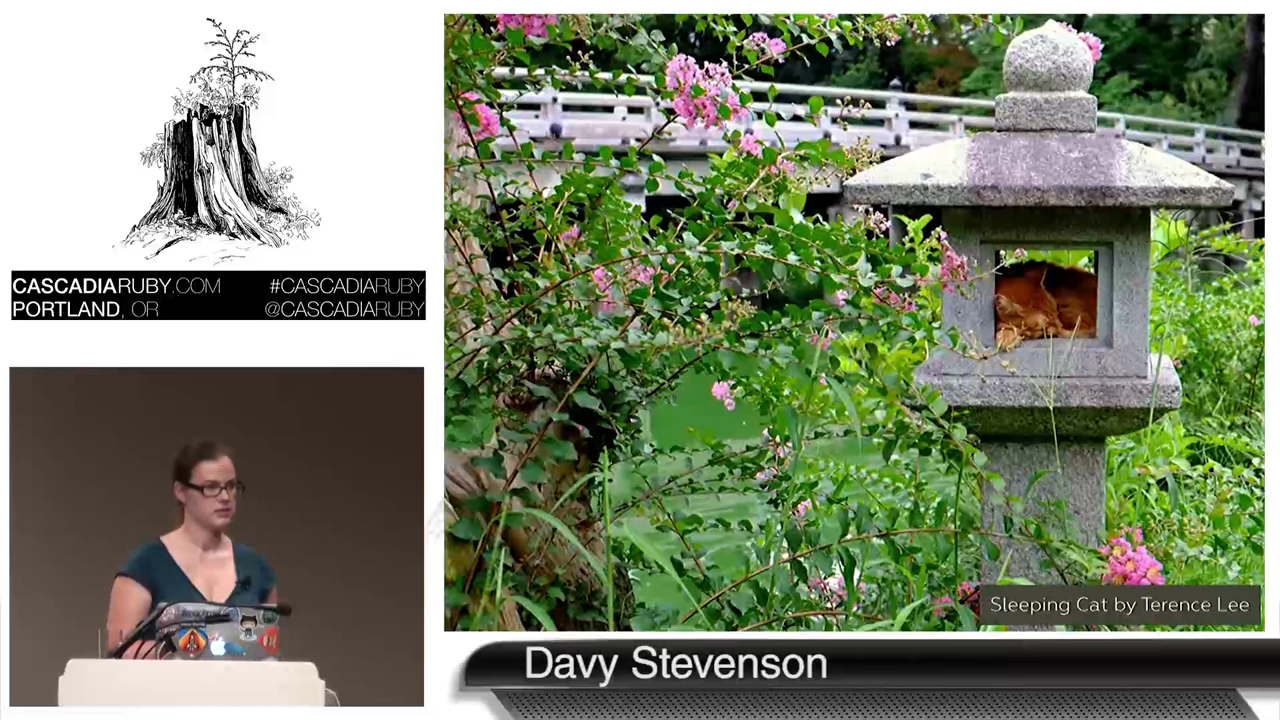 CASCADIARUBY.COM #CASCADIARUBY
PORTLAND, OR @CASCADIARUBY
Sleeping Cat by Terence Lee
Davy Stevenson